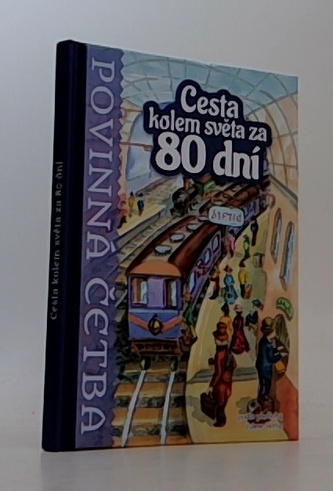 Cesta
kolem světa za
80 dní
POVINNÁ ČETBA
Cesta kolem světa za 80 dní